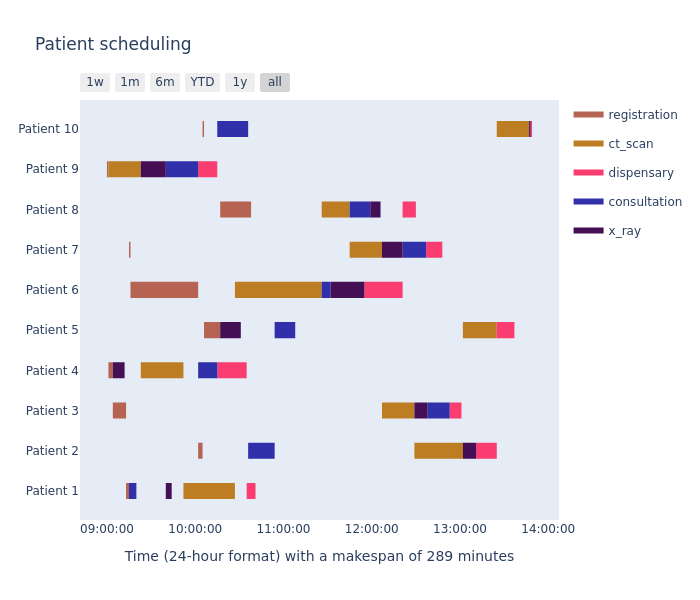 Patient scheduling
1w 1m 6m YTD 1y all
Patient 10
Patient 9
Patient 8
Patient 7
Patient 6
Patient 5
Patient 4
Patient 3
Patient 2
Patient 1
registration
ct_scan
dispensary
consultation
x_ray
09:00:00 10:00:00 11:00:00 12:00:00 13:00:00 14:00:00
Time (24-hour format) with a makespan of 289 minutes